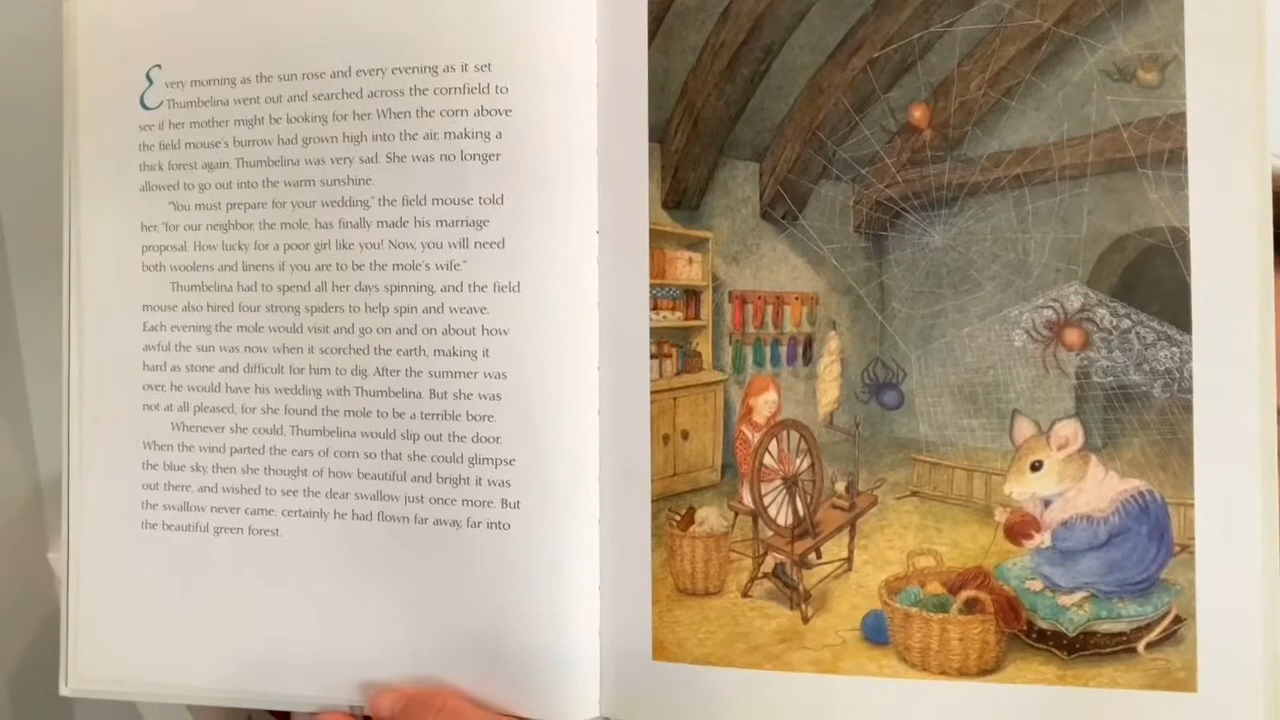 Every morning as the sun rose and every evening as it set
Thumbelina went out and searched across the cornfield to
see if her mother might be looking for her. When the corn above
the field mouse's burrow had grown high into the air, making a
thick forest again, Thumbelina was very sad. She was no longer
allowed to go out into the warm sunshine.
"You must prepare for your wedding," the field mouse told
her, "for our neighbor, the mole, has finally made his marriage
proposal. How lucky for a poor girl like you! Now, you will need
both woolens and linens if you are to be the mole's wife."
Thumbelina had to spend all her days spinning, and the field
mouse also hired four strong spiders to help spin and weave.
Each evening the mole would visit and go on and on about how
awful the sun was now when it scorched the earth, making it
hard as stone and difficult for him to dig. After the summer was
over, he would have his wedding with Thumbelina. But she was
not at all pleased, for she found the mole to be a terrible bore.
Whenever she could, Thumbelina would slip out the door.
When the wind parted the ears of corn so that she could glimpse
the blue sky, then she thought of how beautiful and bright it was
out there, and wished to see the dear swallow just once more. But
the swallow never came; certainly he had flown far away, far into
the beautiful green forest.